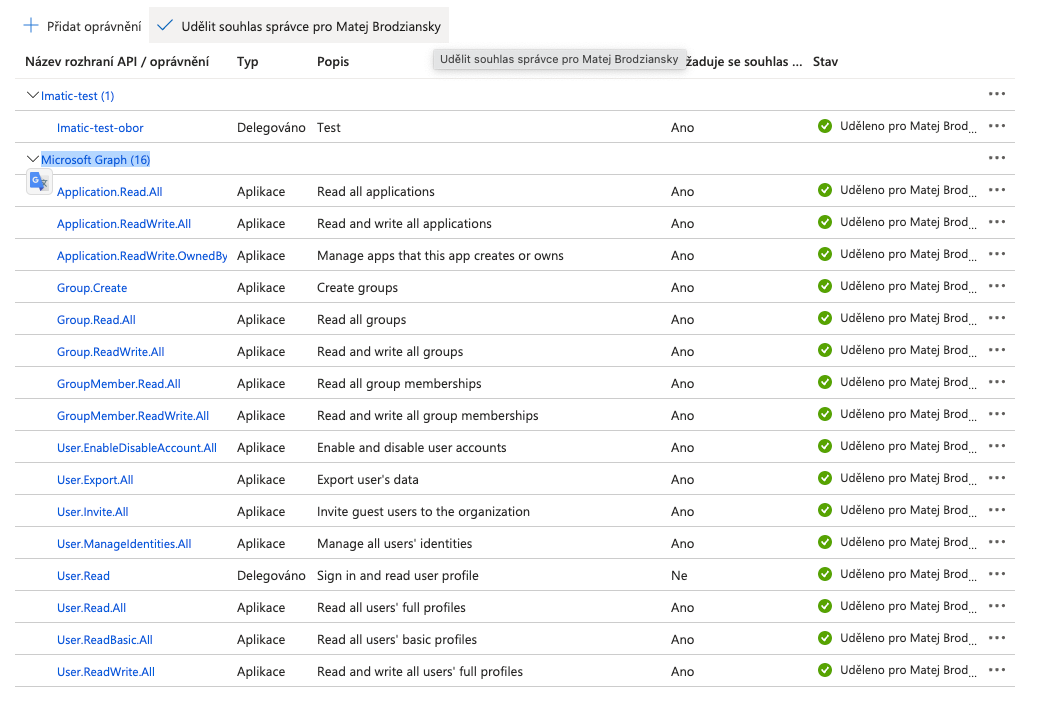 Přidat oprávnění Udělit souhlas správce pro Matej Brodziansky
Udělit souhlas správce pro Matej Brodziansky
Název rozhraní API / oprávnění Typ Popis žaduje se souhlas ... Stav
Imatic-test (1)
Imatic-test-obor Delegováno Test Ano Uděleno pro Matej Brod...
Microsoft Graph (16)
Application.Read.All Aplikace Read all applications Ano Uděleno pro Matej Brod...
Application.ReadWrite.All Aplikace Read and write all applications Ano Uděleno pro Matej Brod...
Application.ReadWrite.OwnedBy Aplikace Manage apps that this app creates or owns Ano Uděleno pro Matej Brod...
Group.Create Aplikace Create groups Ano Uděleno pro Matej Brod...
Group.Read.All Aplikace Read all groups Ano Uděleno pro Matej Brod...
Group.ReadWrite.All Aplikace Read and write all groups Ano Uděleno pro Matej Brod...
GroupMember.Read.All Aplikace Read all group memberships Ano Uděleno pro Matej Brod...
GroupMember.ReadWrite.All Aplikace Read and write all group memberships Ano Uděleno pro Matej Brod...
User.EnableDisableAccount.All Aplikace Enable and disable user accounts Ano Uděleno pro Matej Brod...
User.Export.All Aplikace Export user's data Ano Uděleno pro Matej Brod...
User.Invite.All Aplikace Invite guest users to the organization Ano Uděleno pro Matej Brod...
User.ManageIdentities.All Aplikace Manage all users' identities Ano Uděleno pro Matej Brod...
User.Read Delegováno Sign in and read user profile Ne Uděleno pro Matej Brod...
User.Read.All Aplikace Read all users' full profiles Ano Uděleno pro Matej Brod...
User.ReadBasic.All Aplikace Read all users' basic profiles Ano Uděleno pro Matej Brod...
User.ReadWrite.All Aplikace Read and write all users' full profiles Ano Uděleno pro Matej Brod...